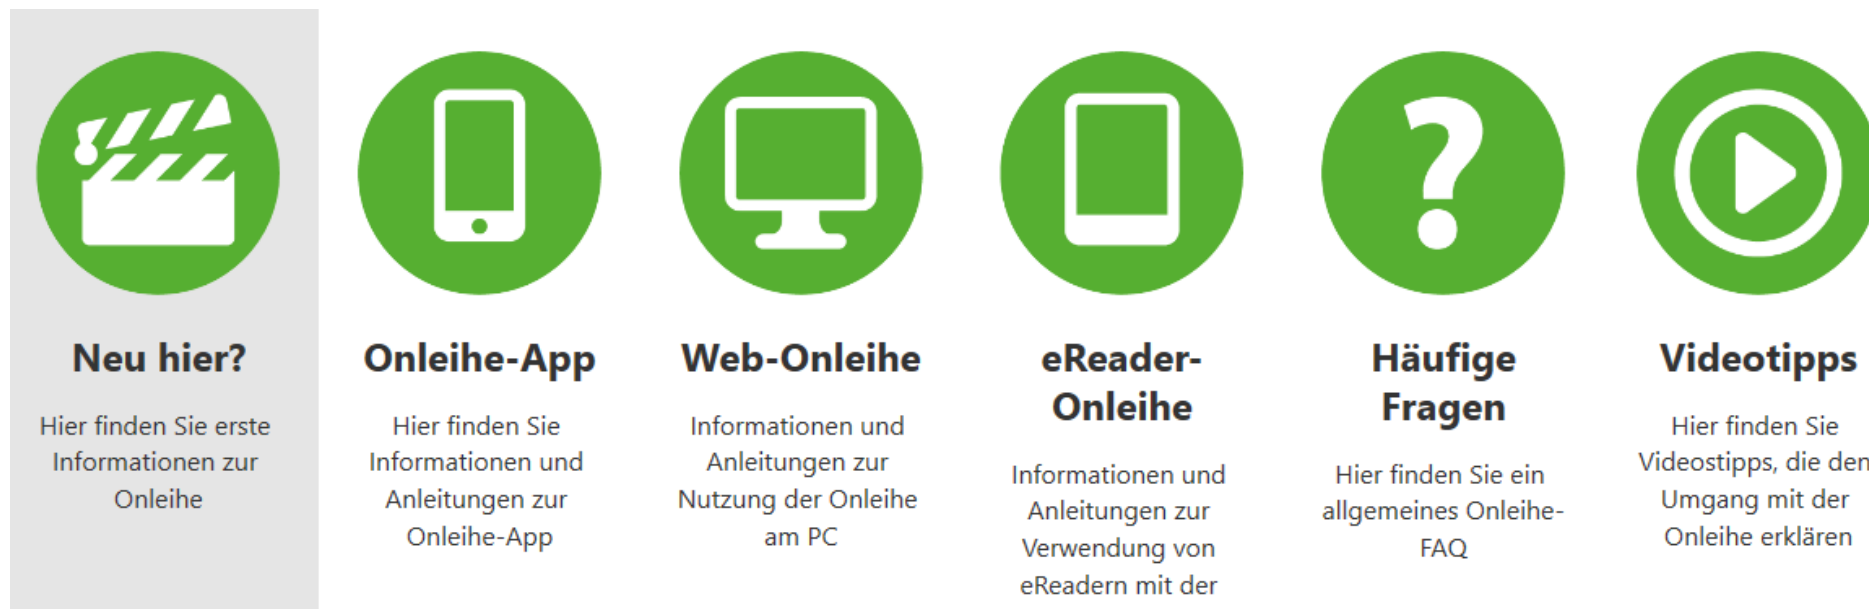 Neu hier?
Hier finden Sie erste
Informationen zur
Onleihe
Onleihe-App
Hier finden Sie
Informationen und
Anleitungen zur
Onleihe-App
Web-Onleihe
Informationen und
Anleitungen zur
Nutzung der Onleihe
am PC
eReader-
Onleihe
Informationen und
Anleitungen zur
Verwendung von
eReadern mit der
Häufige
Fragen
Hier finden Sie ein
allgemeines Onleihe-
FAQ
Videotipps
Hier finden Sie
Videostipps, die den
Umgang mit der
Onleihe erklären